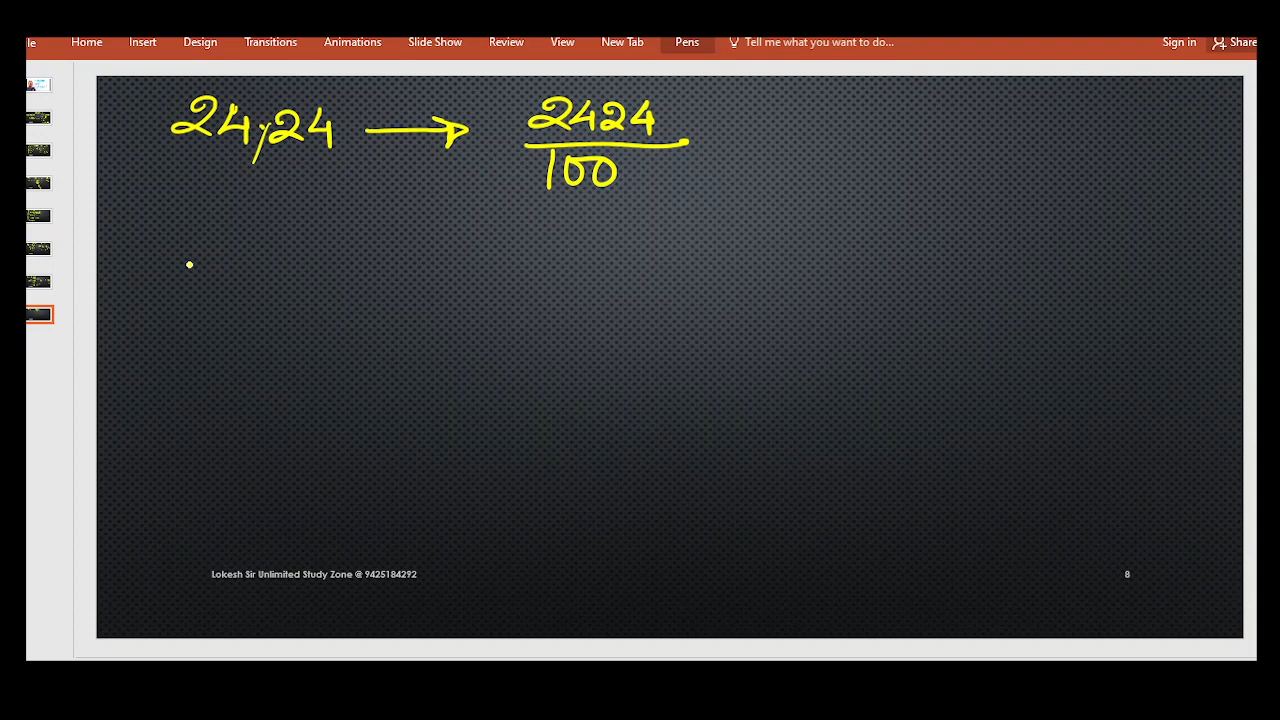 le Home Insert Design Transitions Animations Slide Show Review View New Tab Pens Tell me what you want to do... Sign in Share
24,24 → 2424
100
Lokesh Sir Unlimited Study Zone @ 9425184292 8